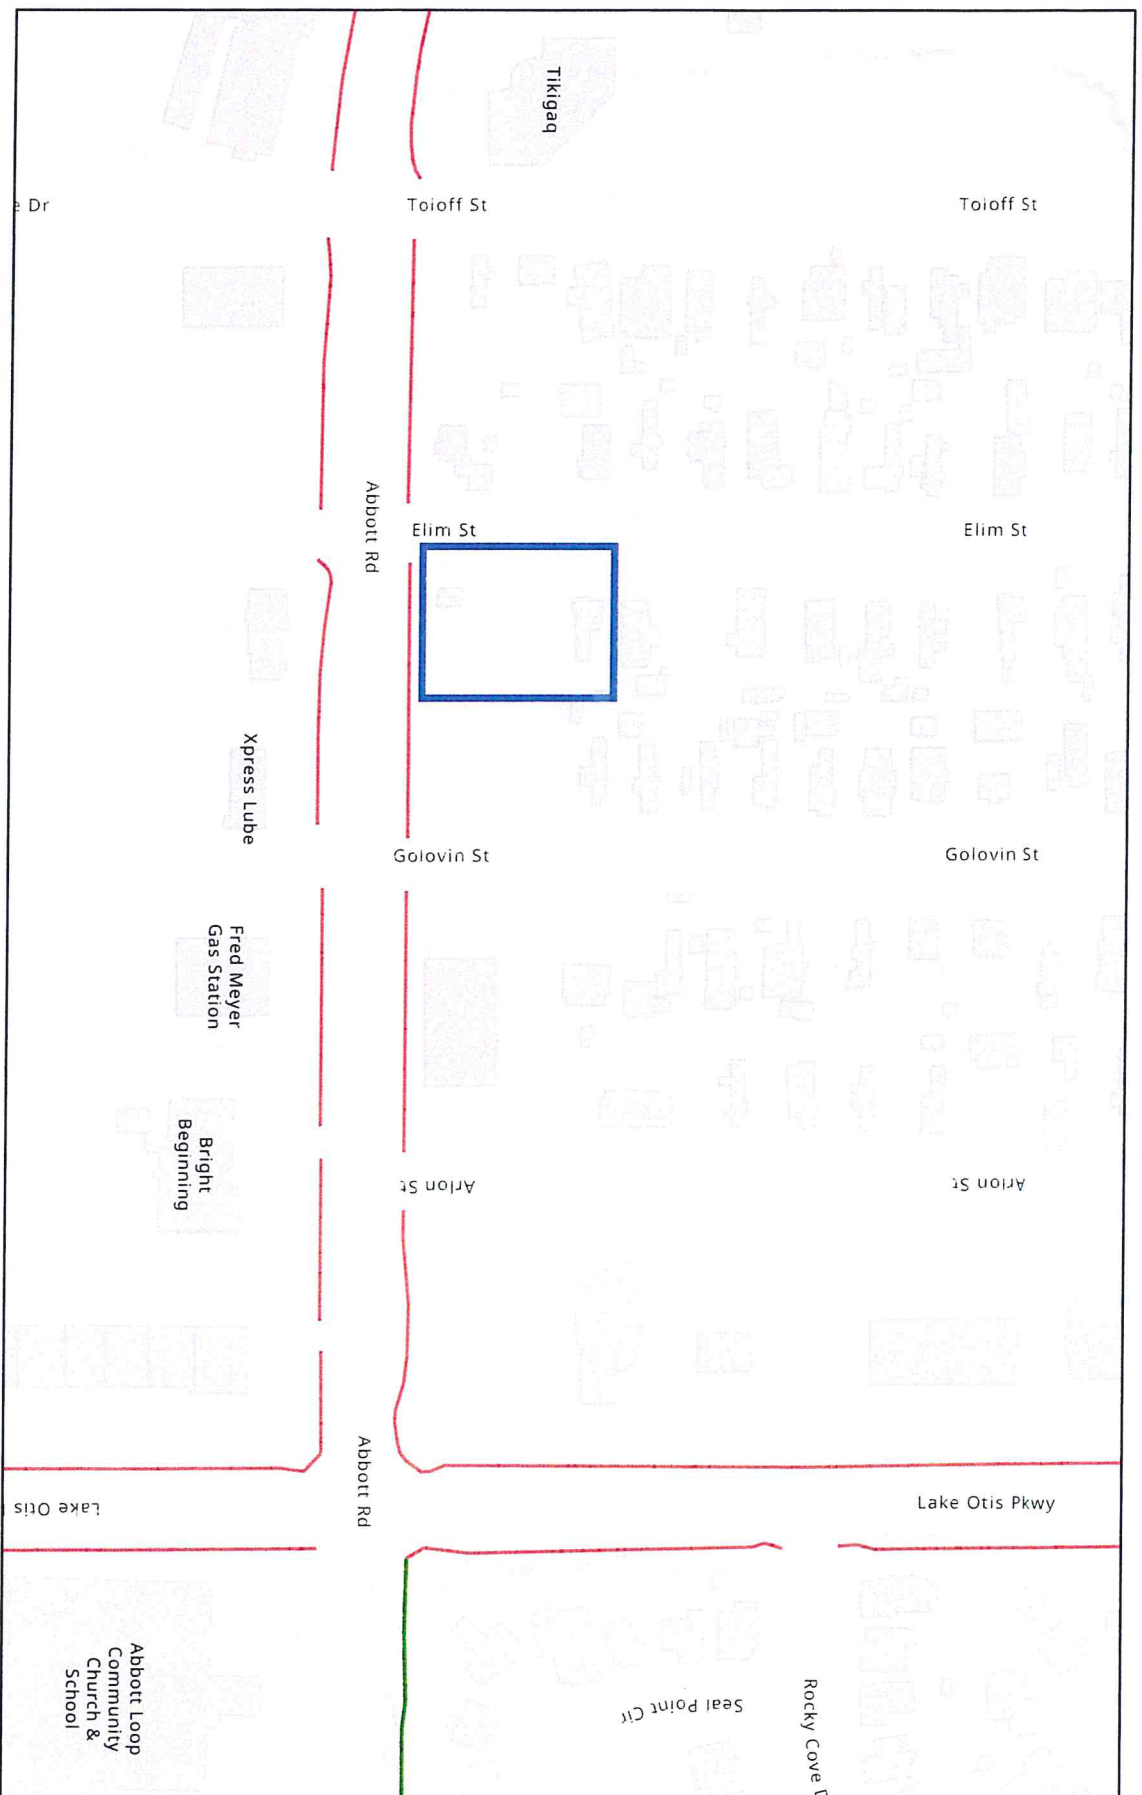 Tikigaq
e Dr
Toloff St
Toloff St
Abbott Rd
Elim St
Elim St
Xpress Lube
Golovin St
Golovin St
Fred Meyer
Gas Station
Bright
Beginning
Arlon St
Arlon St
Abbott Rd
Lake Otis
Lake Otis Pkwy
Abbott Loop
Community
Church &
School
Seal Point Cir
Rocky Cove D